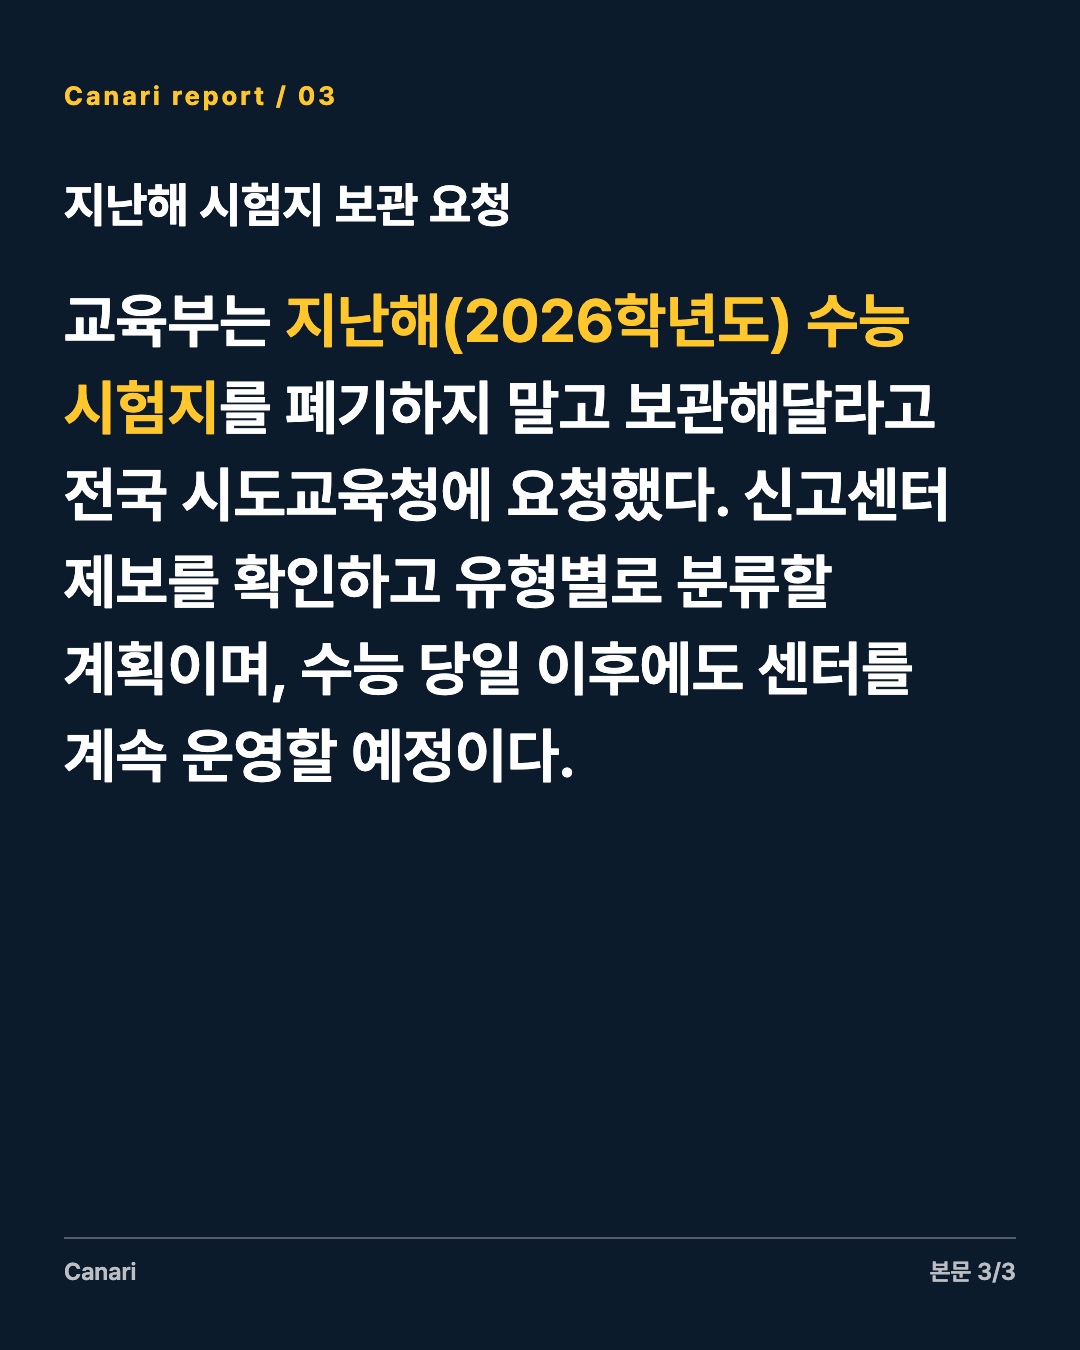 Canari report / 03
지난해 시험지 보관 요청
교육부는 지난해(2026학년도) 수능
시험지를 폐기하지 말고 보관해달라고
전국 시도교육청에 요청했다. 신고센터
제보를 확인하고 유형별로 분류할
계획이며, 수능 당일 이후에도 센터를
계속 운영할 예정이다.
Canari
본문 3/3